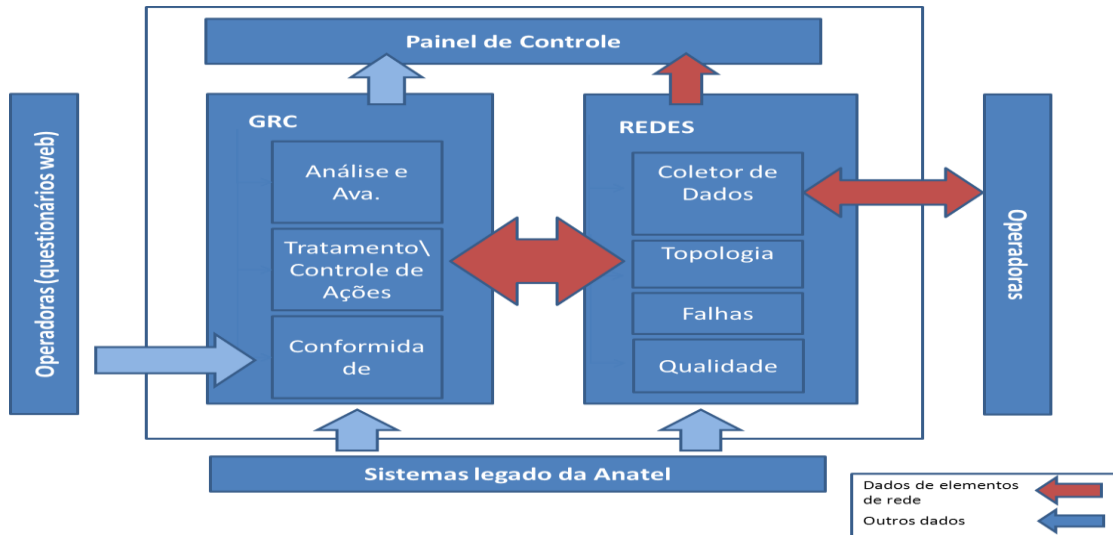 Painel de Controle
Operadoras (questionários web)
GRC
Análise e
Ava.
Tratamento\
Controle de
Ações
Conformida
de
REDES
Coletor de
Dados
Topologia
Falhas
Qualidade
Operadoras
Sistemas legado da Anatel
Dados de elementos
de rede
Outros dados